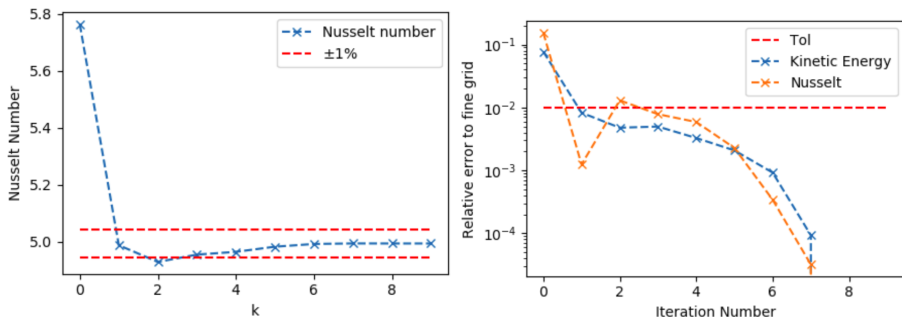 5.8
5.6
5.4
5.2
5.0
Nusselt Number
0
2
4
6
8
k
Nusselt number
±1%
10⁻¹
10⁻²
10⁻³
10⁻⁴
Relative error to fine grid
0
2
4
6
8
Iteration Number
Tol
Kinetic Energy
Nusselt